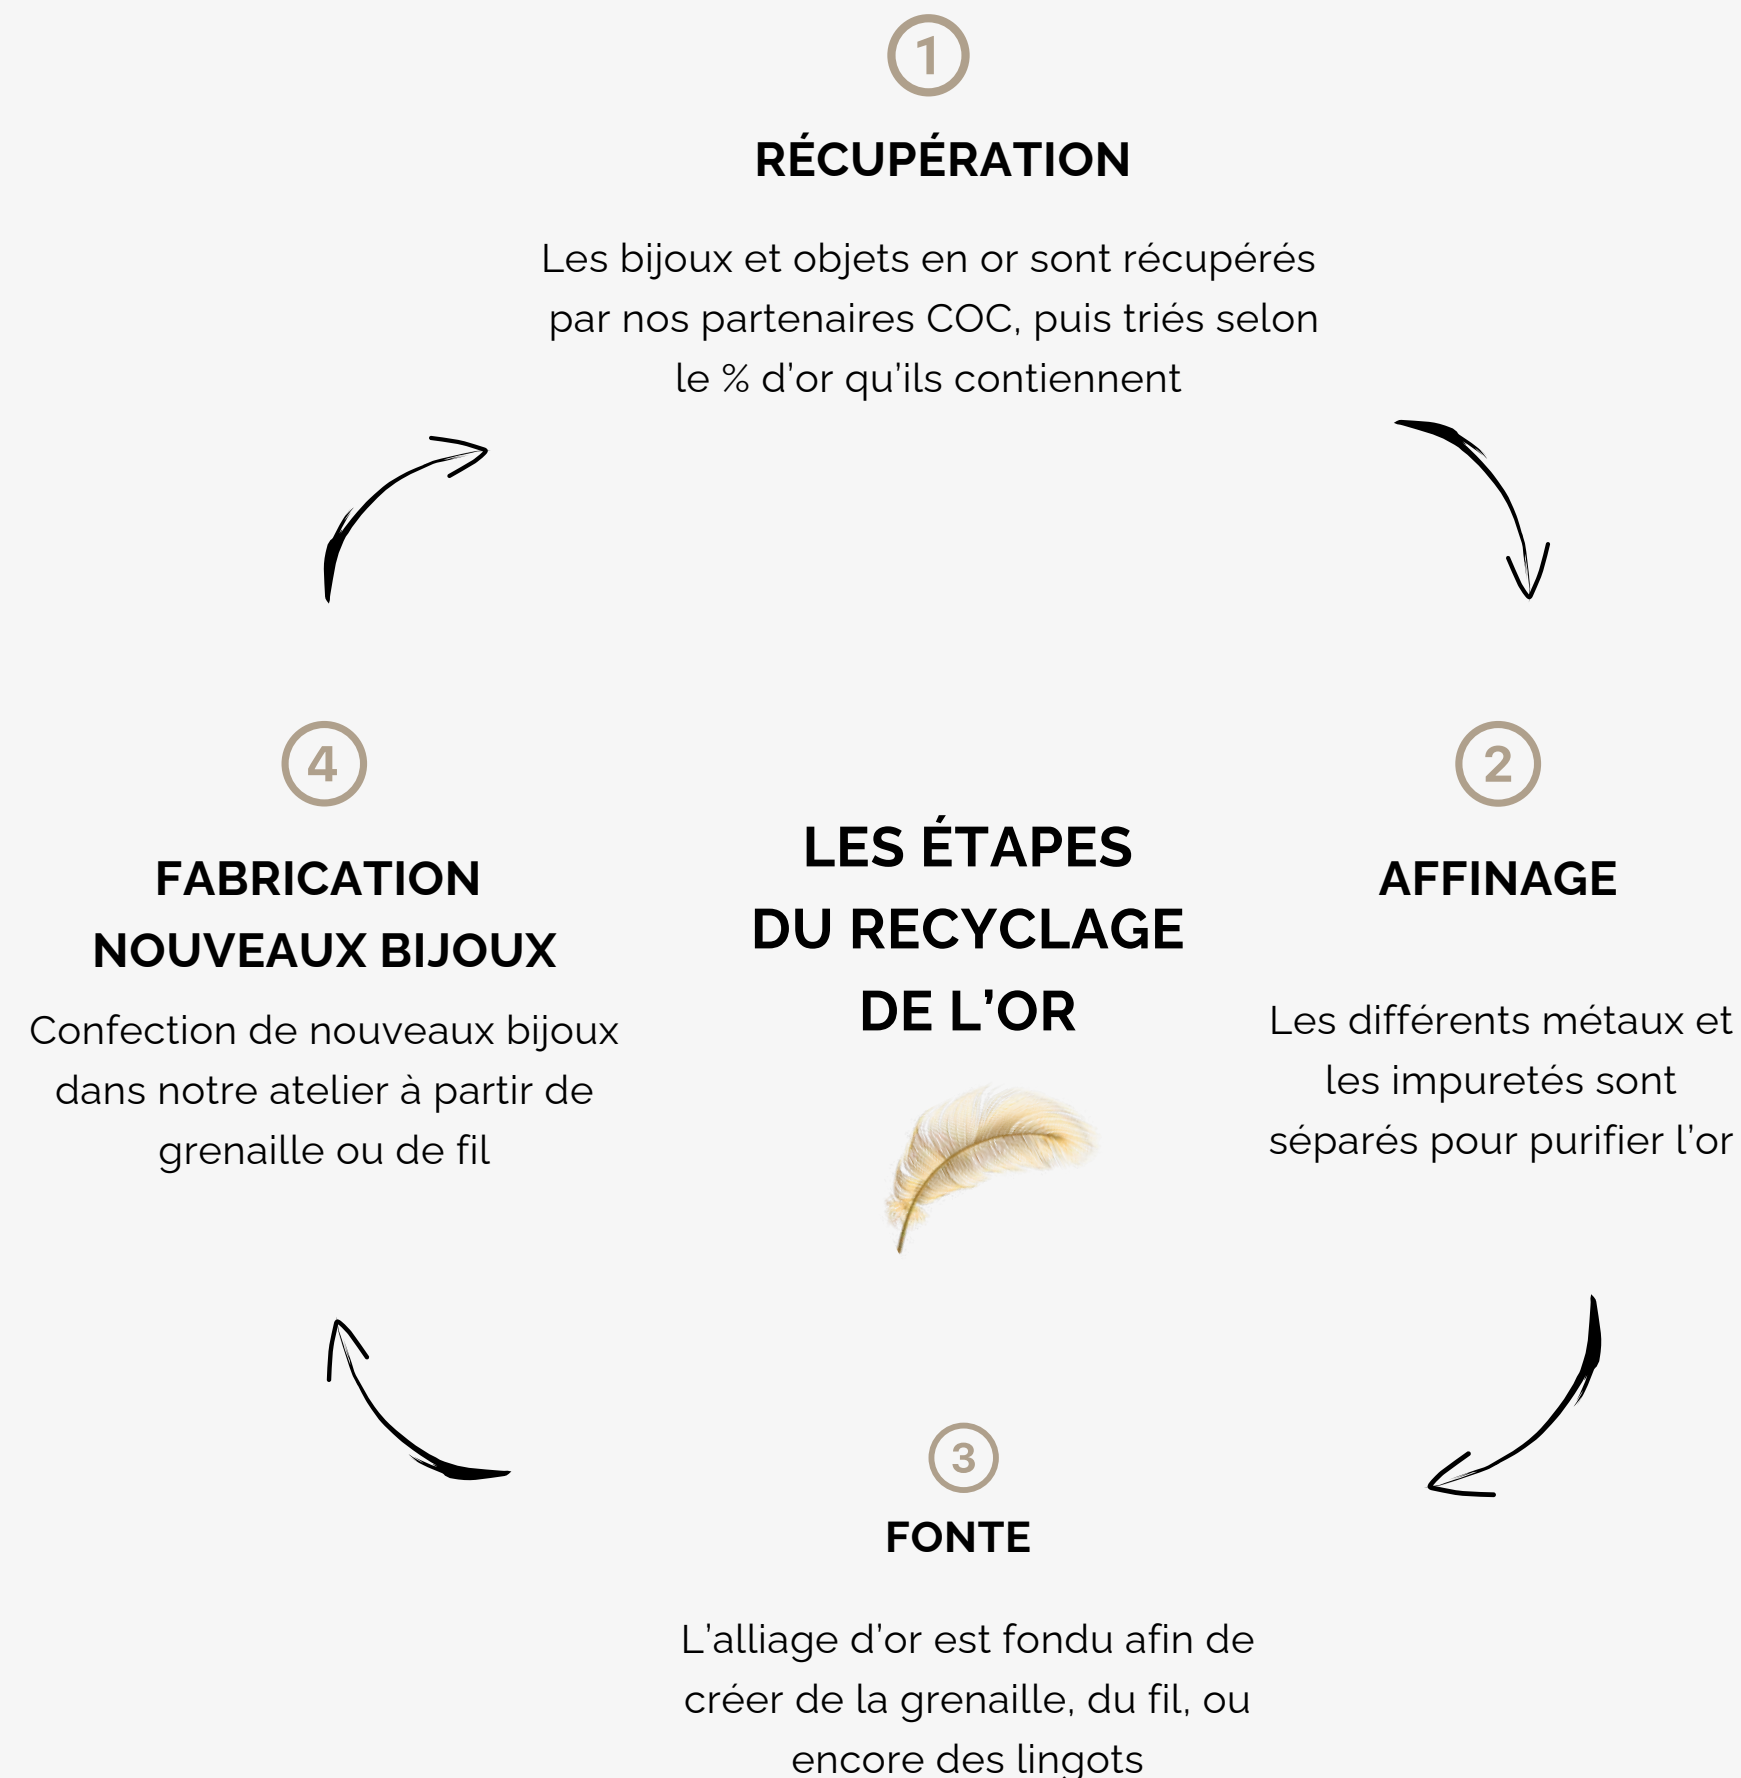 1
RÉCUPÉRATION
Les bijoux et objets en or sont récupérés
par nos partenaires COC, puis triés selon
le % d’or qu’ils contiennent
2
AFFINAGE
Les différents métaux et
les impuretés sont
séparés pour purifier l’or
3
FONTE
L’alliage d’or est fondu afin de
créer de la grenaille, du fil, ou
encore des lingots
4
FABRICATION
NOUVEAUX BIJOUX
Confection de nouveaux bijoux
dans notre atelier à partir de
grenaille ou de fil
LES ÉTAPES
DU RECYCLAGE
DE L’OR